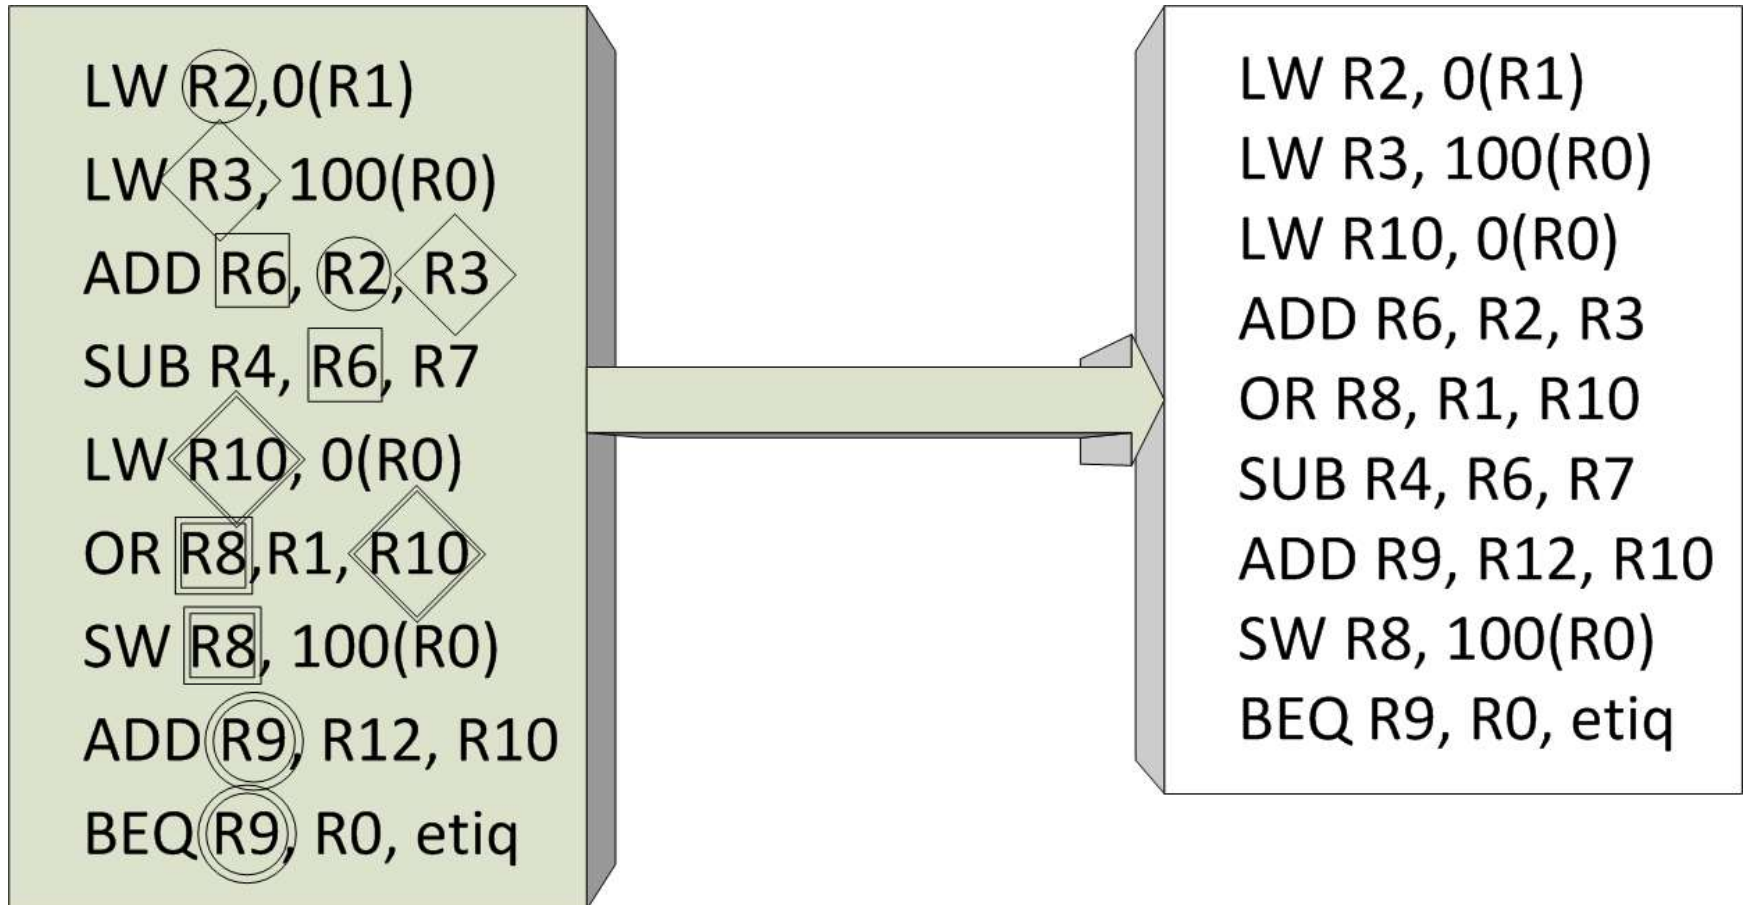 LW R2,0(R1)
LW R3, 100(R0)
ADD R6, R2, R3
SUB R4, R6, R7
LW R10, 0(R0)
OR R8,R1, R10
SW R8, 100(R0)
ADD R9, R12, R10
BEQ R9, R0, etiq
LW R2, 0(R1)
LW R3, 100(R0)
LW R10, 0(R0)
ADD R6, R2, R3
OR R8, R1, R10
SUB R4, R6, R7
ADD R9, R12, R10
SW R8, 100(R0)
BEQ R9, R0, etiq